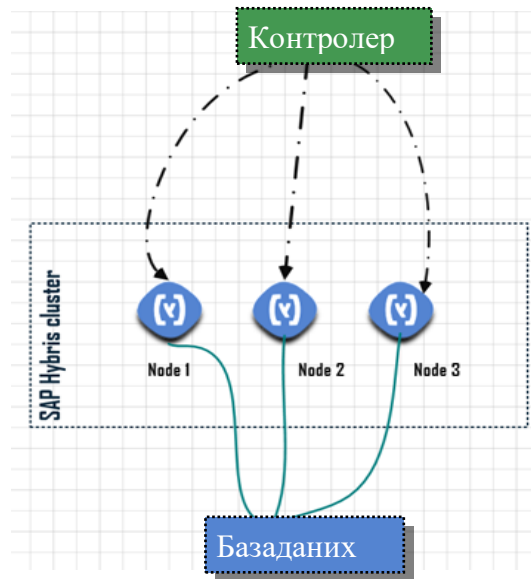 Контролер
SAP Hybris cluster
Node 1
Node 2
Node 3
Базаданих